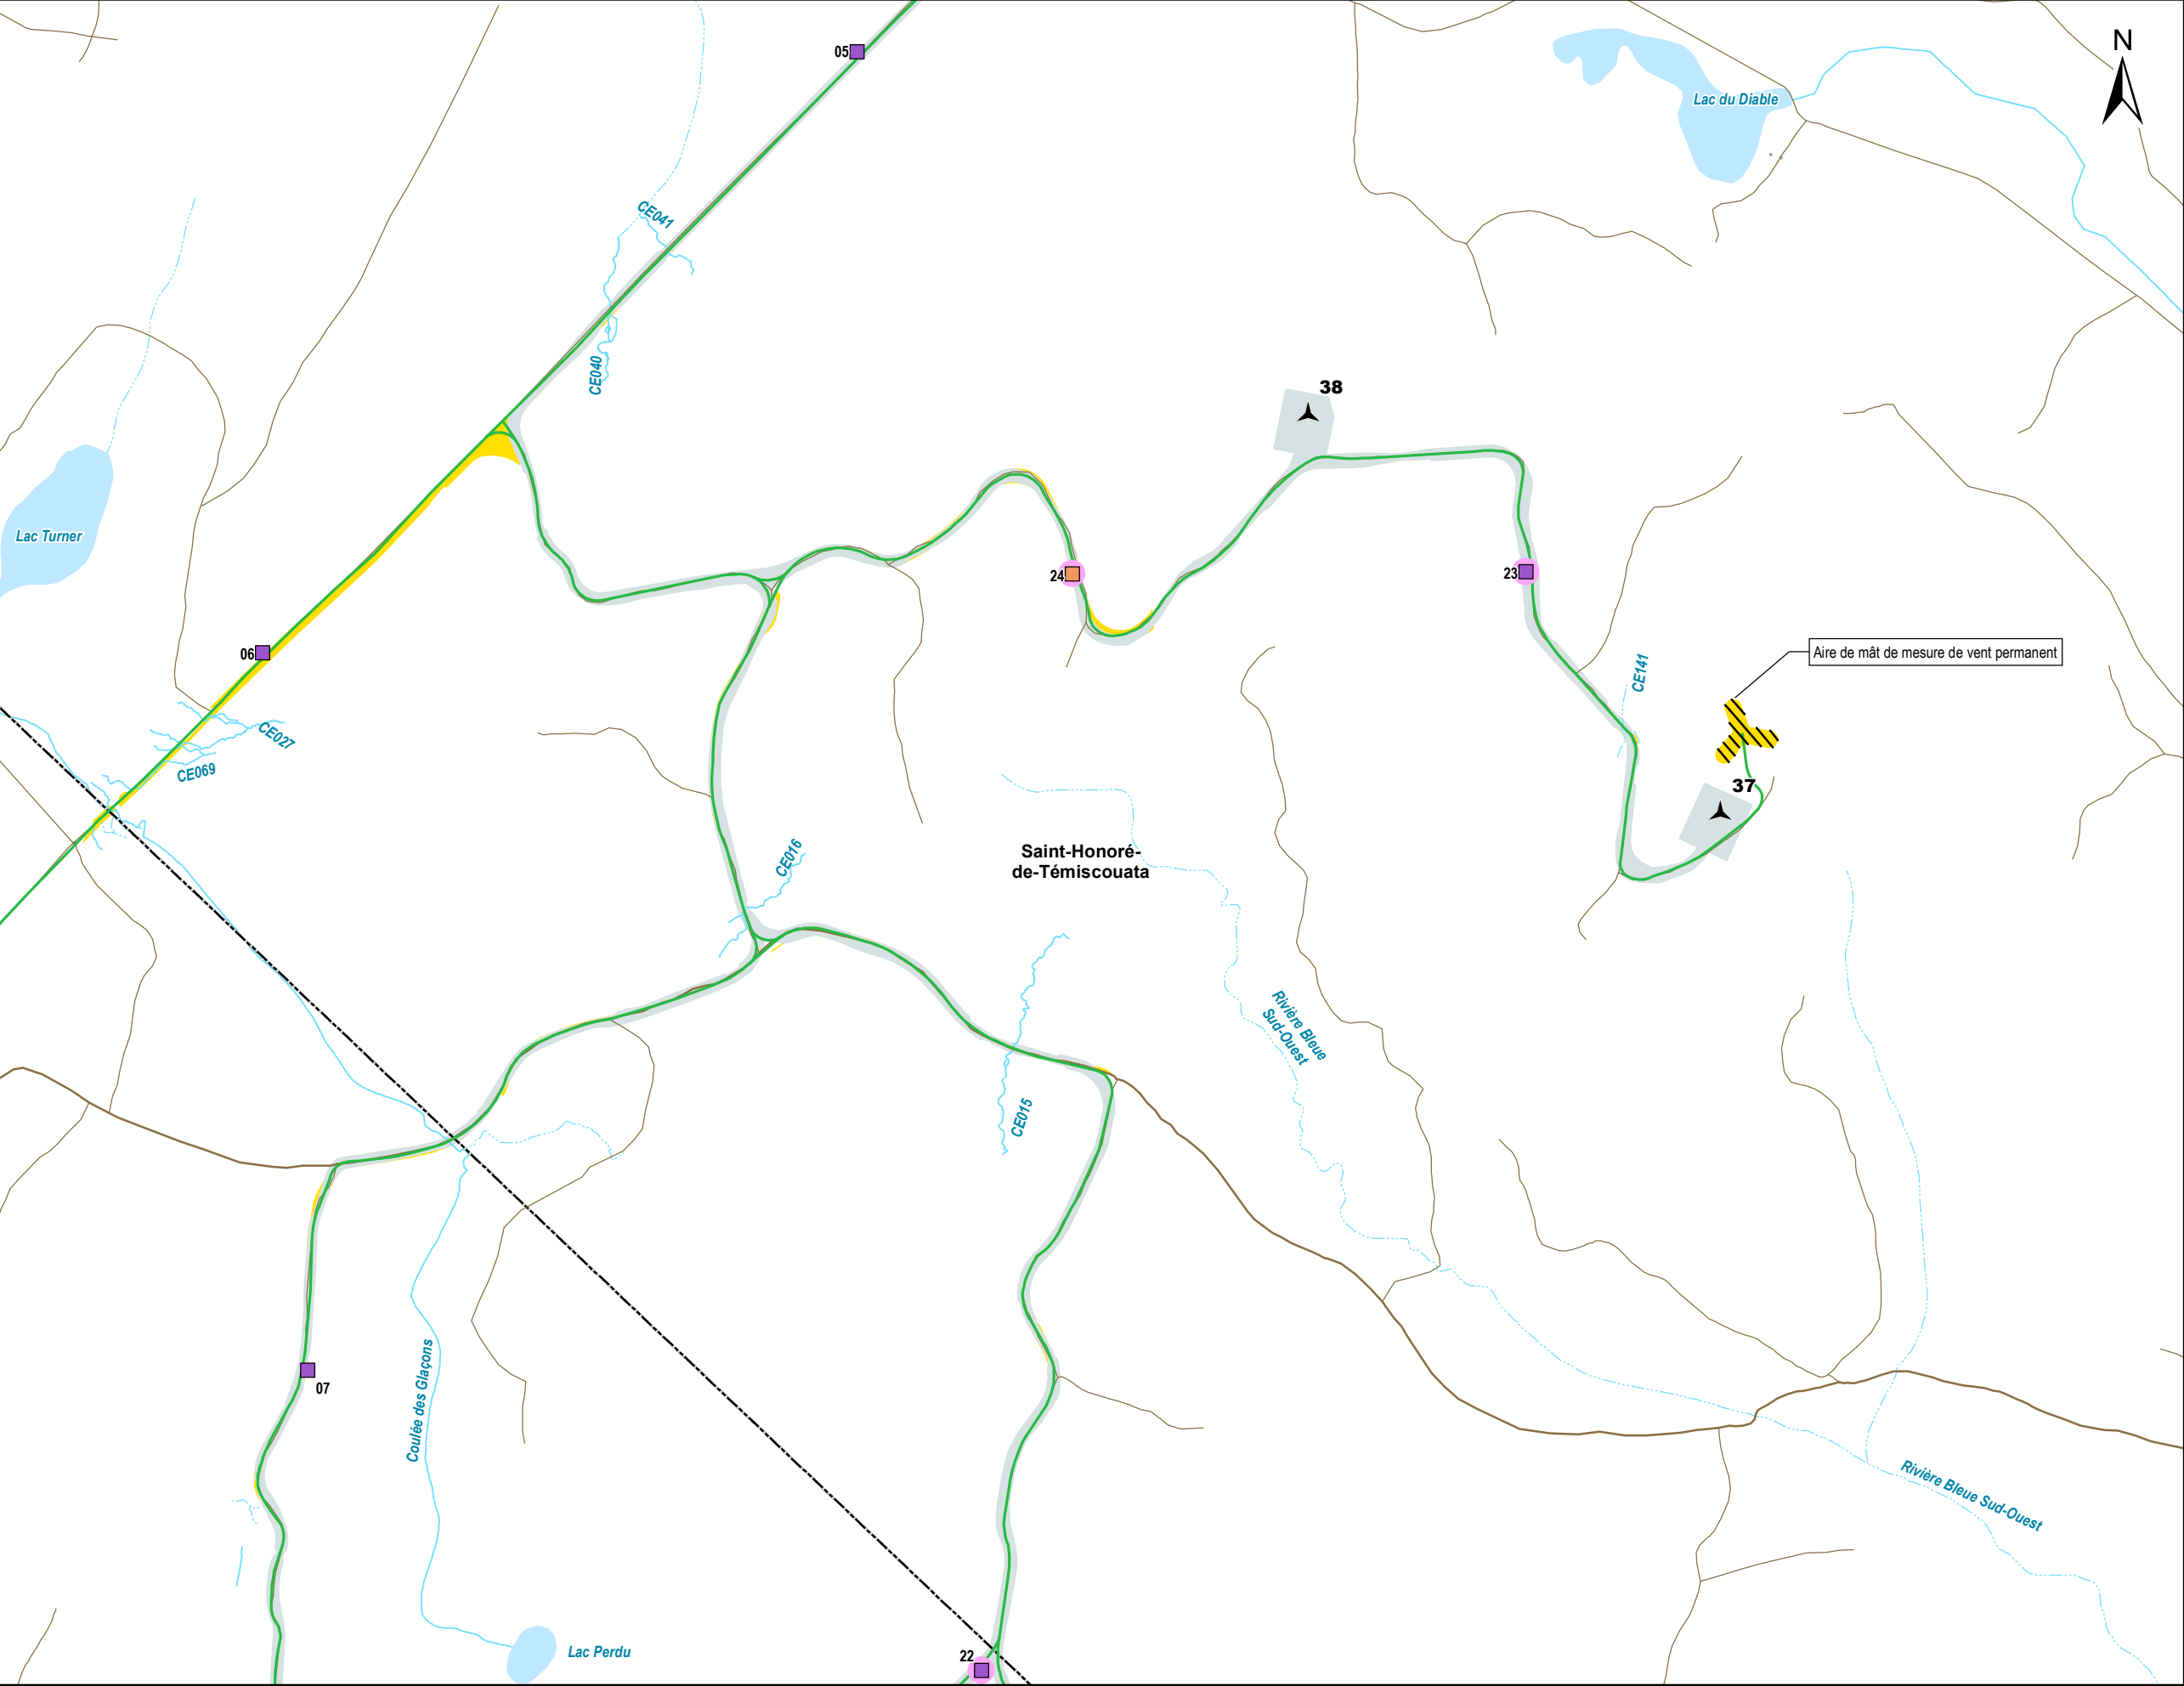 N
05
Lac du Diable
CE041
CE040
38
Lac Turner
24
23
06
Aire de mât de mesure de vent permanent
CE141
CE027
CE069
37
Saint-Honoré-
de-Témiscouata
CE016
Rivière Bleue
Sud-Ouest
CE015
07
Coulée des Glaçons
Rivière Bleue Sud-Ouest
Lac Perdu
22